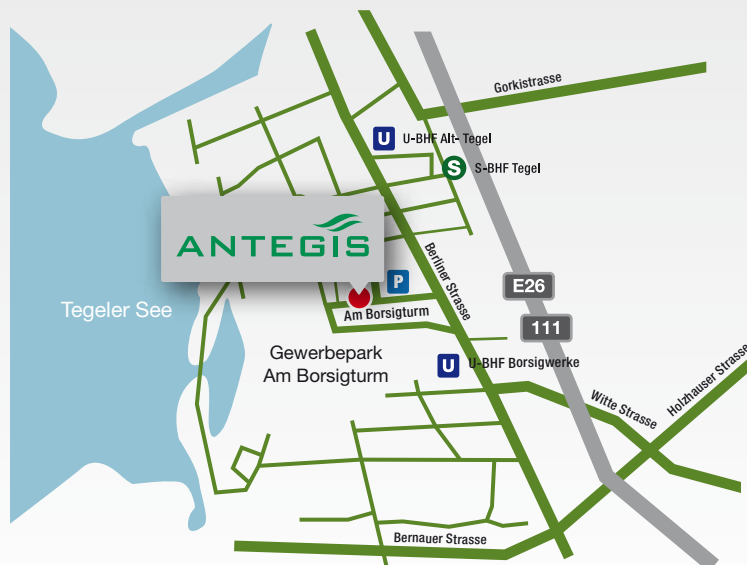 Gorkistrasse
U
U-BHF Alt- Tegel
S
S-BHF Tegel
ANTEGIS
Berliner Strasse
P
E26
Tegeler See
Am Borsigturm
111
Gewerbepark
Am Borsigturm
U
U-BHF Borsigwerke
Witte Strasse
Holzhauser Strasse
Bernauer Strasse